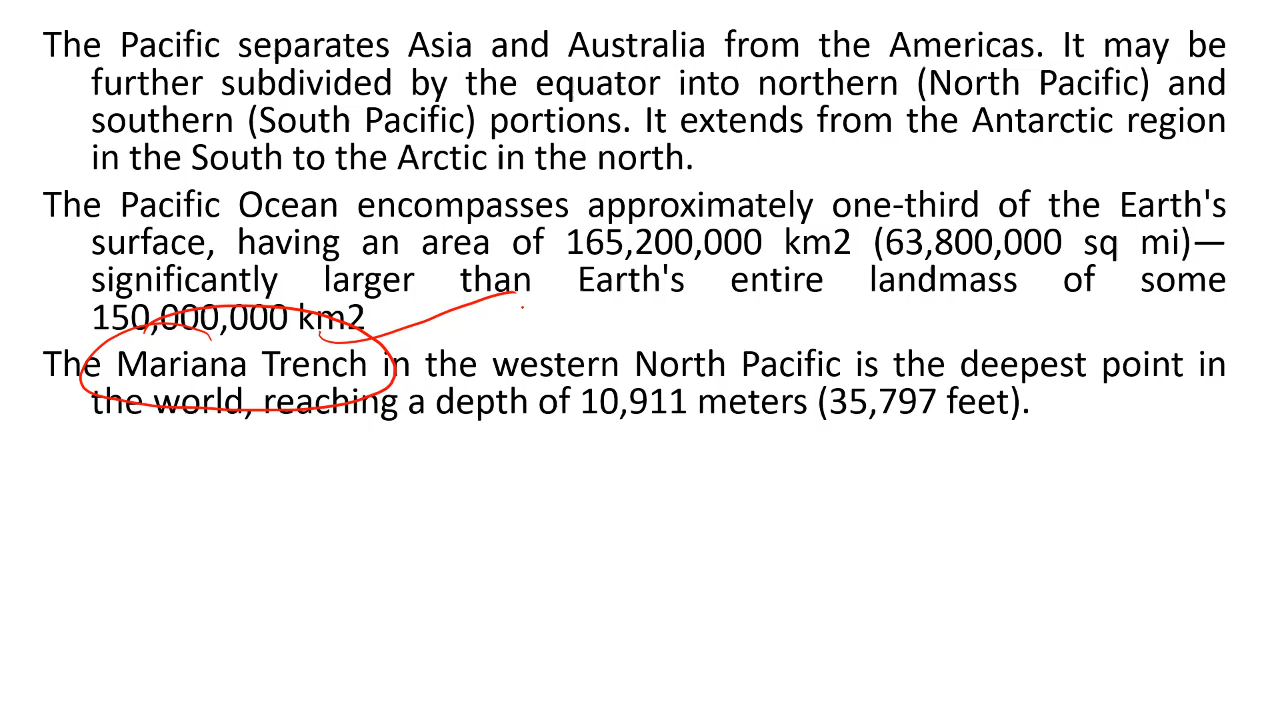 The Pacific separates Asia and Australia from the Americas. It may be
further subdivided by the equator into northern (North Pacific) and
southern (South Pacific) portions. It extends from the Antarctic region
in the South to the Arctic in the north.
The Pacific Ocean encompasses approximately one-third of the Earth's
surface, having an area of 165,200,000 km2 (63,800,000 sq mi)—
significantly larger than Earth's entire landmass of some
150,000,000 km2
The Mariana Trench in the western North Pacific is the deepest point in
the world, reaching a depth of 10,911 meters (35,797 feet).